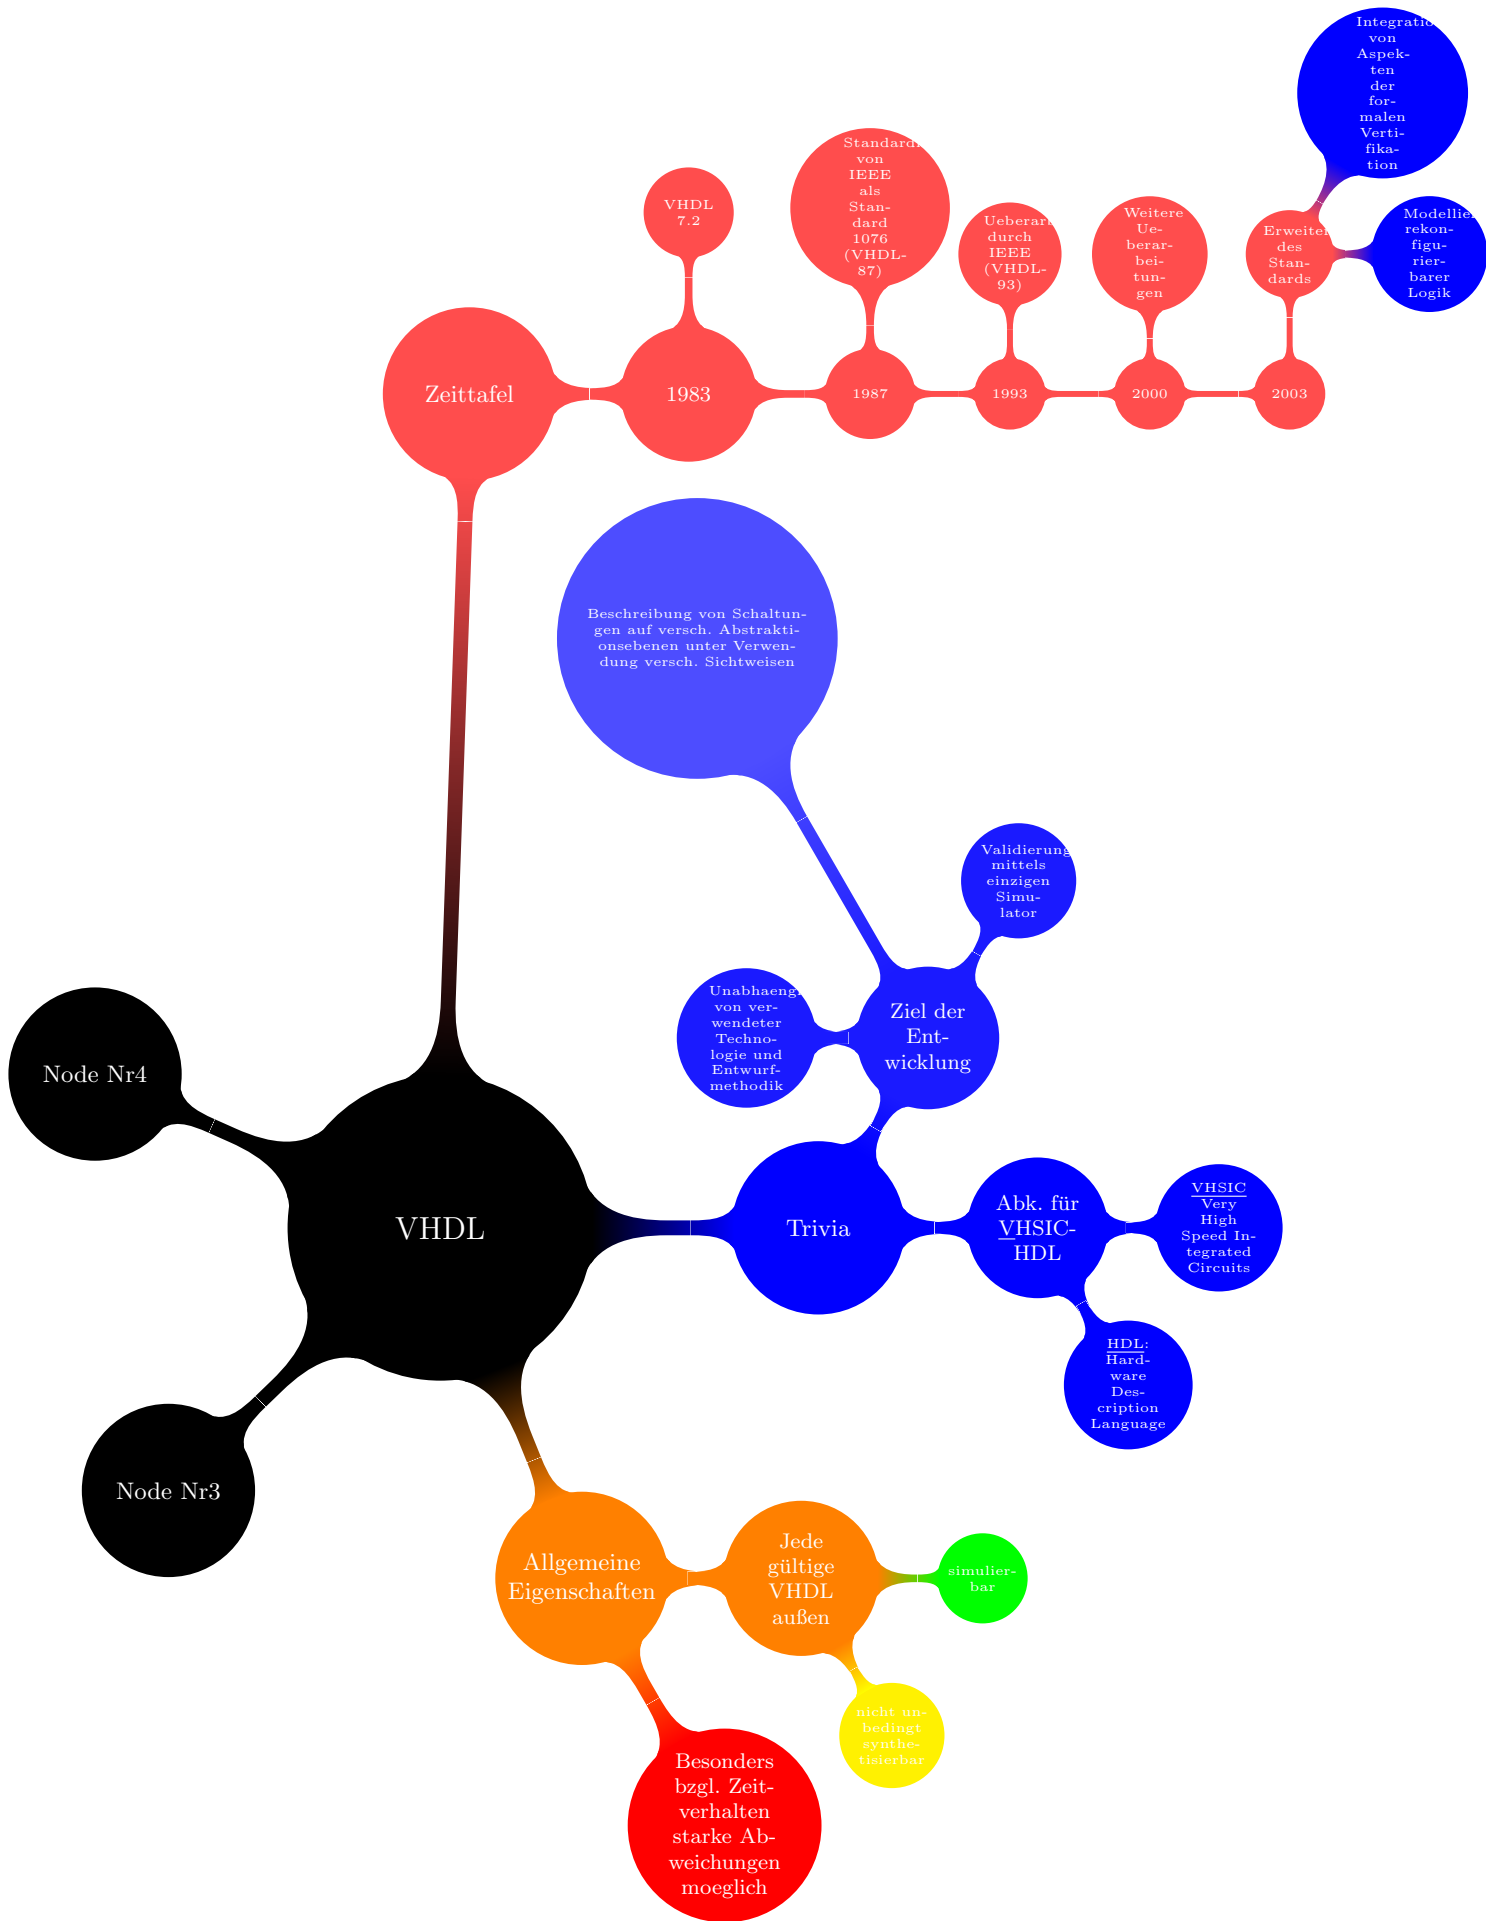 Integratio
von
Aspek-
ten
der
for-
malen
Verti-
fika-
tion
Standard
von
IEEE
als
Stan-
dard
1076
(VHDL-
87)
VHDL
7.2
Ueberar
durch
IEEE
(VHDL-
93)
Weitere
Ue-
berar-
bei-
tun-
gen
Erweiter
des
Stan-
dards
Modellie
rekon-
figu-
rier-
barer
Logik
Zeittafel
1983
1987
1993
2000
2003
Beschreibung von Schaltun-
gen auf versch. Abstrakti-
onsebenen unter Verwen-
dung versch. Sichtweisen
Validierung
mittels
einzigen
Simu-
lator
Unabhaeng
von ver-
wendeter
Techno-
logie und
Entwurf-
methodik
Ziel der
Ent-
wicklung
Node Nr4
VHDL
Trivia
Abk. für
VHSIC-
HDL
VHSIC
Very
High
Speed In-
tegrated
Circuits
HDL:
Hard-
ware
Des-
cription
Language
Node Nr3
Allgemeine
Eigenschaften
Jede
gültige
VHDL
außen
simulier-
bar
nicht un-
bedingt
synthe-
tisierbar
Besonders
bzgl. Zeit-
verhalten
starke Ab-
weichungen
moeglich